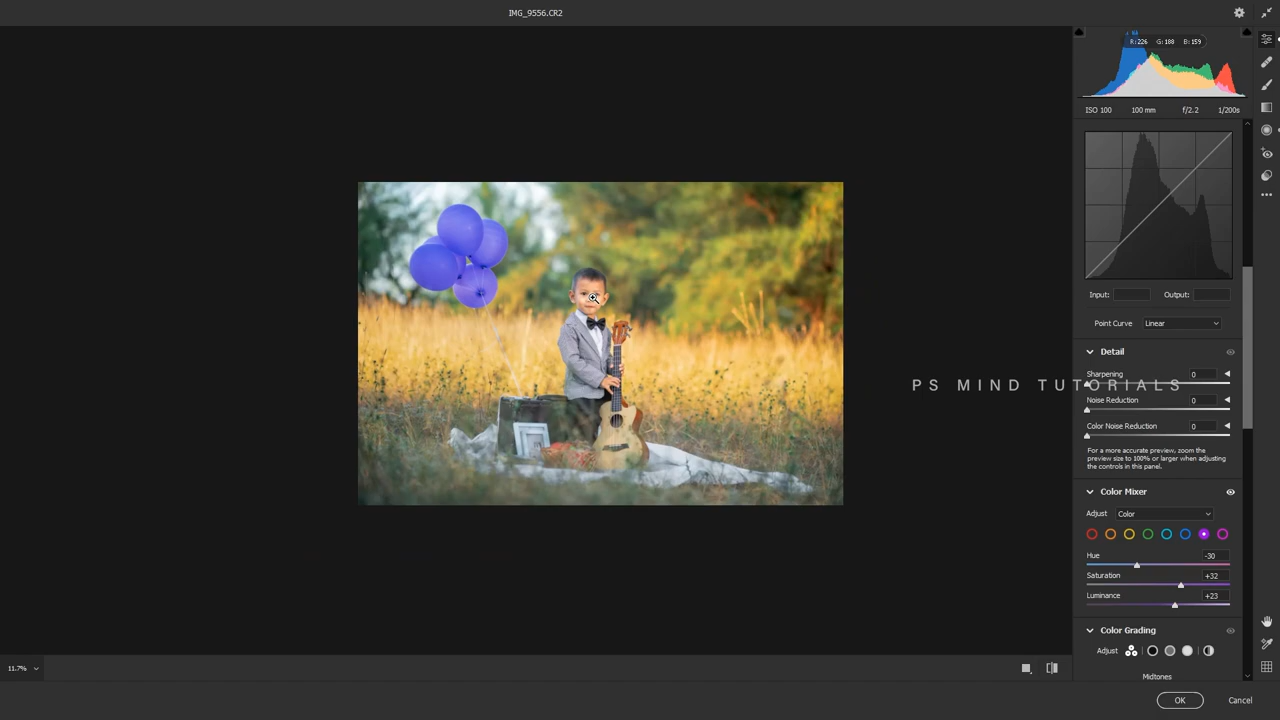 IMG_9556.CR2
R:226 G:188 B:159
ISO 100 100 mm f/2.2 1/200s
Input: Output:
Point Curve Linear
Detail
Sharpening 0
PS MIND TUTORIALS
Noise Reduction 0
Color Noise Reduction 0
For a more accurate preview, zoom the
preview size to 100% or larger when adjusting
the controls in this panel.
Color Mixer
Adjust Color
Hue -30
Saturation +32
Luminance +23
Color Grading
Adjust
Midtones
11.7%
OK Cancel